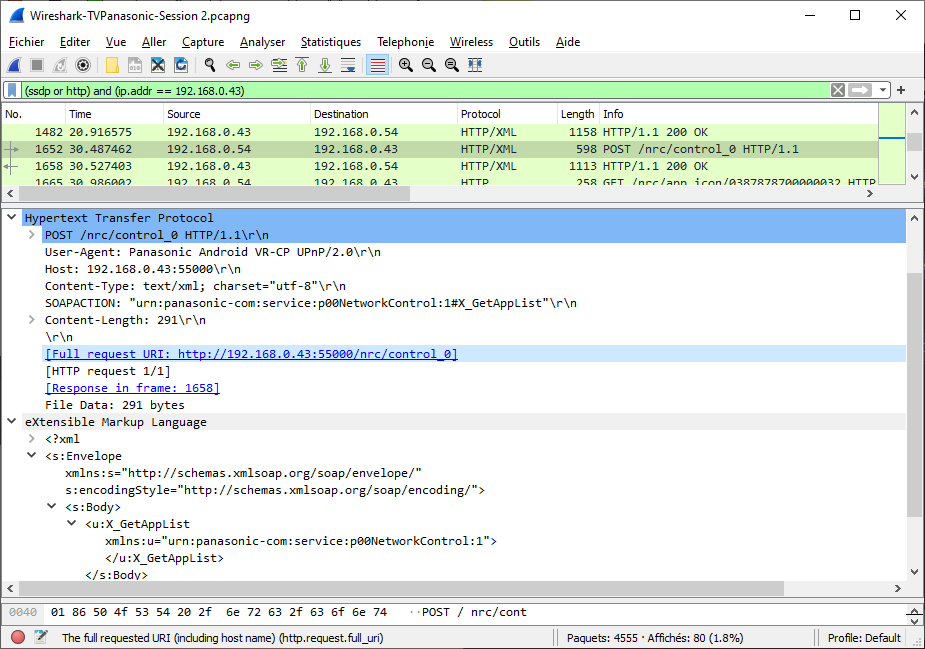 Wireshark-TVPanasonic-Session 2.pcapng
Fichier Editer Vue Aller Capture Analyser Statistiques Telephonie Wireless Outils Aide
(ssdp or http) and (ip.addr == 192.168.0.43)
No. Time Source Destination Protocol Length Info
1482 20.916575 192.168.0.43 192.168.0.54 HTTP/XML 1158 HTTP/1.1 200 OK
1652 30.487462 192.168.0.54 192.168.0.43 HTTP/XML 598 POST /nrc/control_0 HTTP/1.1
1658 30.527403 192.168.0.43 192.168.0.54 HTTP/XML 1113 HTTP/1.1 200 OK
1665 30.986002 192.168.0.54 192.168.0.43 HTTP 258 GET /nrc/app_icon/0387878700000032 HTTP
Hypertext Transfer Protocol
POST /nrc/control_0 HTTP/1.1\r\n
User-Agent: Panasonic Android VR-CP UPnP/2.0\r\n
Host: 192.168.0.43:55000\r\n
Content-Type: text/xml; charset="utf-8"\r\n
SOAPACTION: "urn:panasonic-com:service:p00NetworkControl:1#X_GetAppList"\r\n
Content-Length: 291\r\n
\r\n
[Full request URI: http://192.168.0.43:55000/nrc/control_0]
[HTTP request 1/1]
[Response in frame: 1658]
File Data: 291 bytes
eXtensible Markup Language
<?xml
<s:Envelope
xmlns:s="http://schemas.xmlsoap.org/soap/envelope/"
s:encodingStyle="http://schemas.xmlsoap.org/soap/encoding/">
<s:Body>
<u:X_GetAppList
xmlns:u="urn:panasonic-com:service:p00NetworkControl:1">
</u:X_GetAppList>
</s:Body>
0040 01 86 50 4f 53 54 20 2f 6e 72 63 2f 63 6f 6e 74 ··POST / nrc/cont
The full requested URI (including host name) (http.request.full_uri) Paquets: 4555 · Affichés: 80 (1.8%) Profile: Default